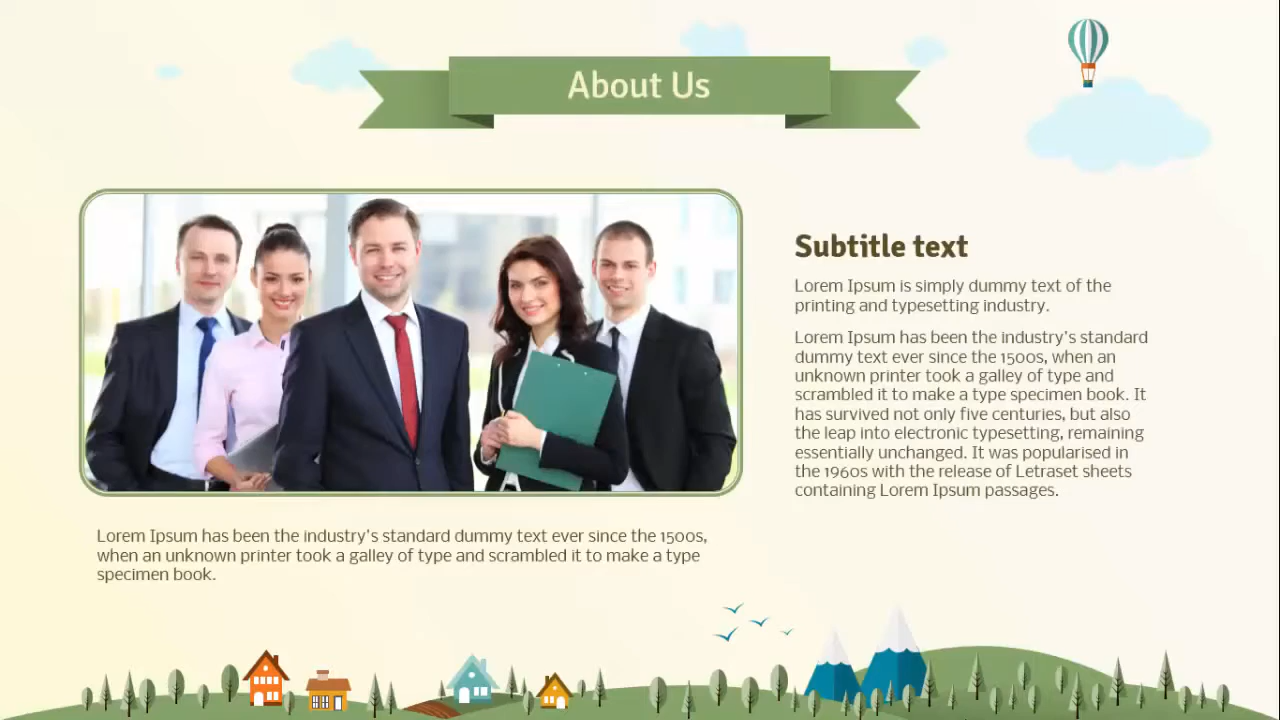 About Us
Subtitle text
Lorem Ipsum is simply dummy text of the
printing and typesetting industry.
Lorem Ipsum has been the industry's standard
dummy text ever since the 1500s, when an
unknown printer took a galley of type and
scrambled it to make a type specimen book. It
has survived not only five centuries, but also
the leap into electronic typesetting, remaining
essentially unchanged. It was popularised in
the 1960s with the release of Letraset sheets
containing Lorem Ipsum passages.
Lorem Ipsum has been the industry's standard dummy text ever since the 1500s,
when an unknown printer took a galley of type and scrambled it to make a type
specimen book.